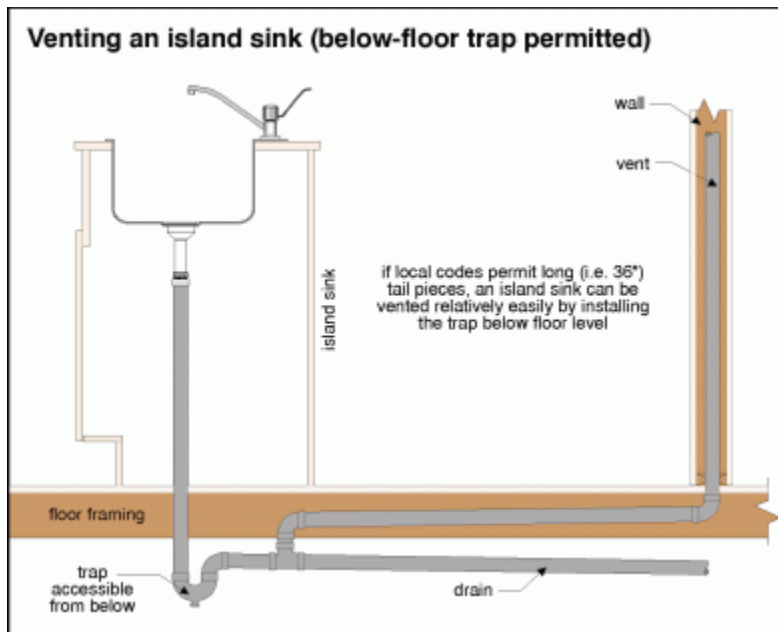 Venting an island sink (below-floor trap permitted)
wall
vent
if local codes permit long (i.e. 36")
tail pieces, an island sink can be
vented relatively easily by installing
the trap below floor level
island sink
floor framing
trap
accessible
from below
drain